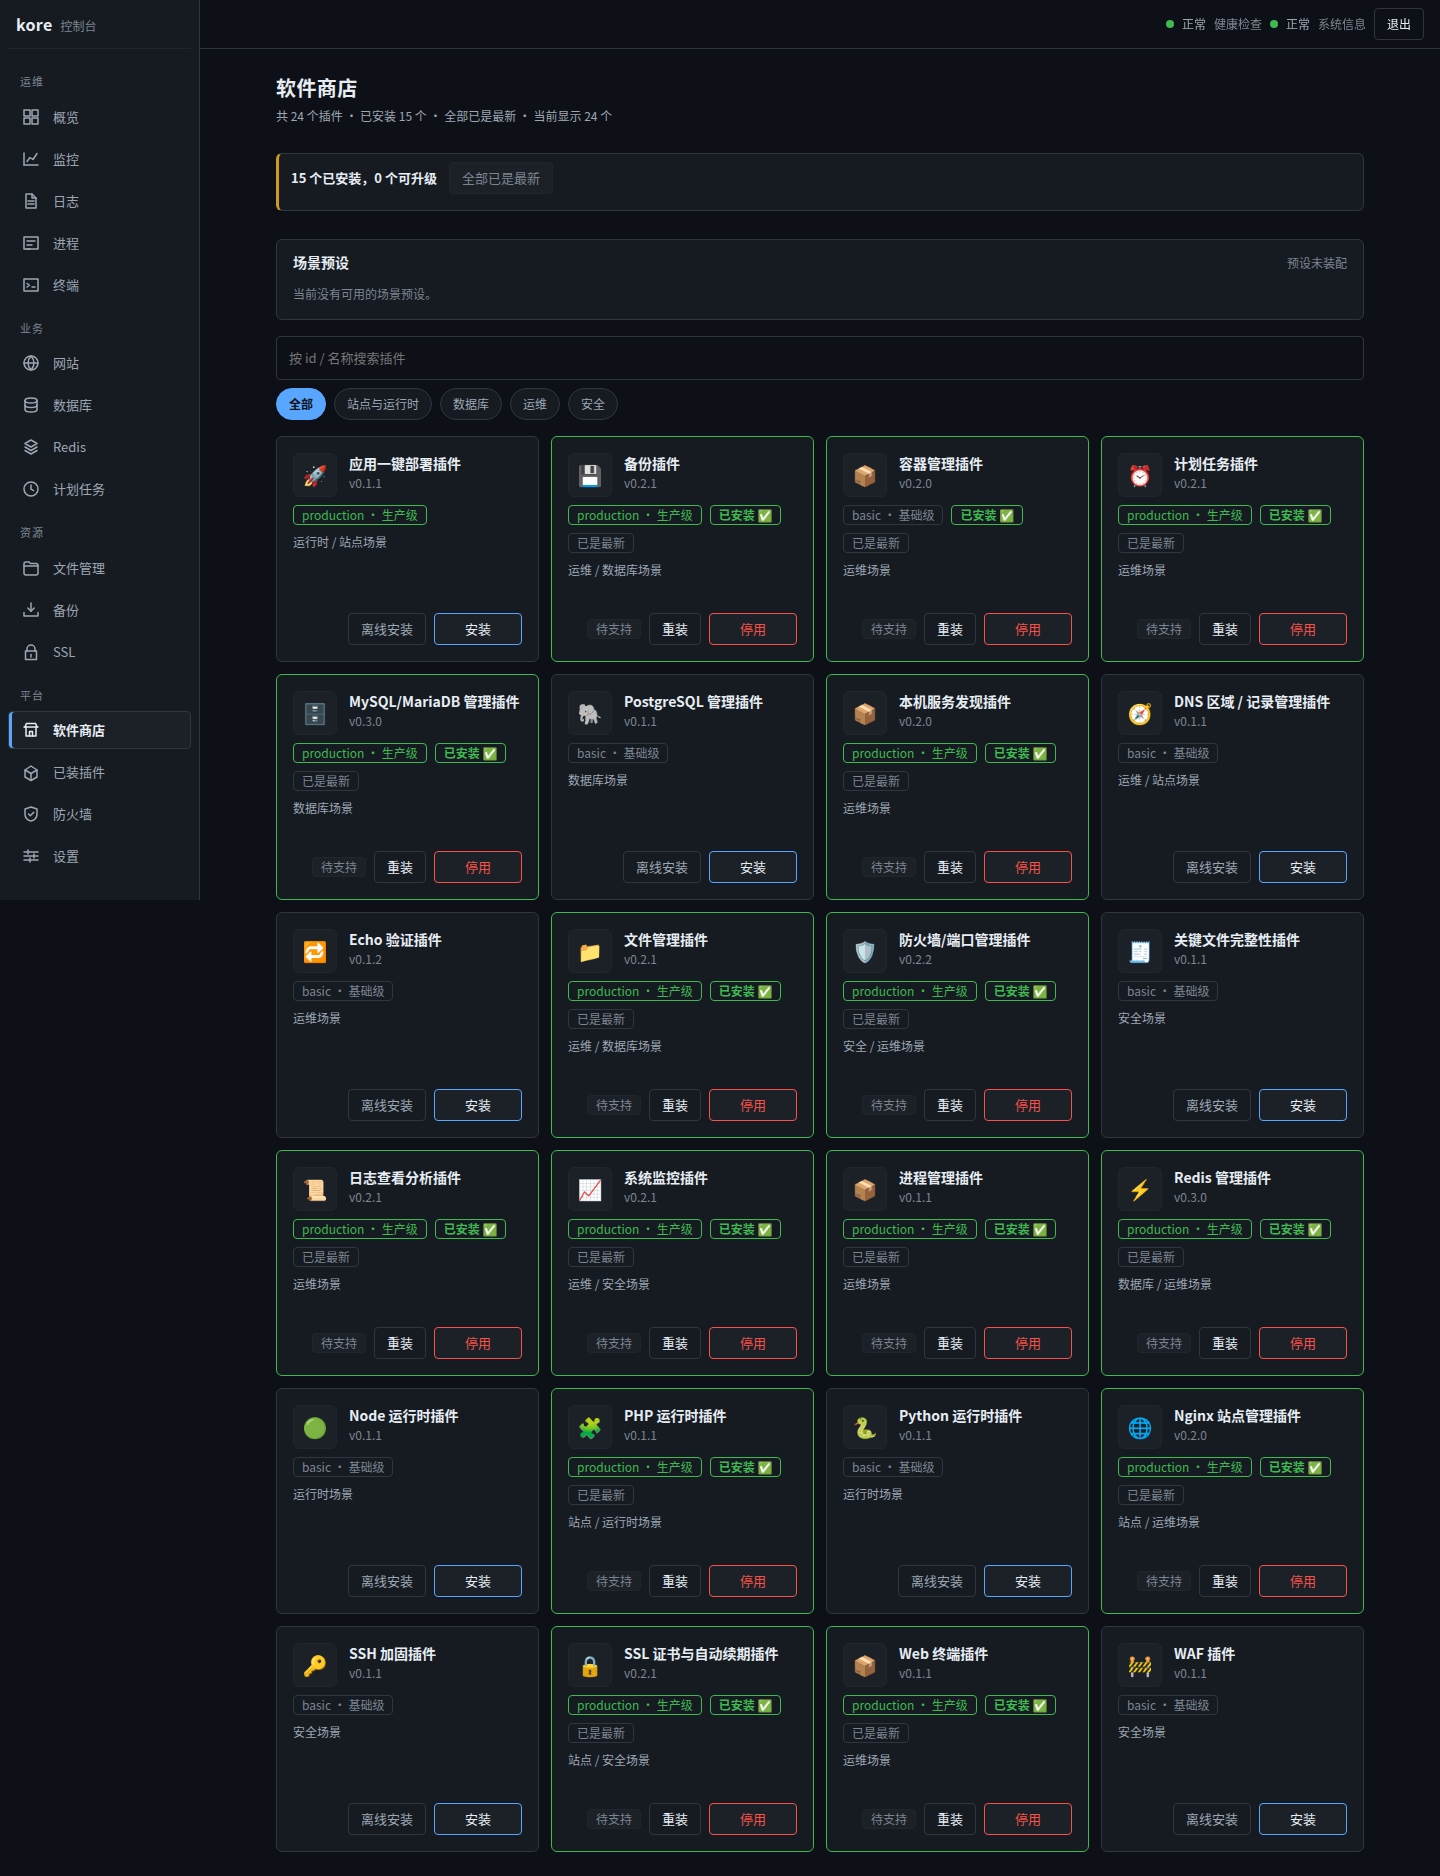 kore 控制台
正常 健康检查 正常 系统信息 退出
运维
概览
监控
日志
进程
终端
业务
网站
数据库
Redis
计划任务
资源
文件管理
备份
SSL
平台
软件商店
已装插件
防火墙
设置
软件商店
共 24 个插件 · 已安装 15 个 · 全部已是最新 · 当前显示 24 个
15 个已安装，0 个可升级 全部已是最新
场景预设 预设未装配
当前没有可用的场景预设。
按 id / 名称搜索插件
全部 站点与运行时 数据库 运维 安全
应用一键部署插件
v0.1.1
production · 生产级
运行时 / 站点场景
离线安装 安装
备份插件
v0.2.1
production · 生产级 已安装 ✅
已是最新
运维 / 数据库场景
待支持 重装 停用
容器管理插件
v0.2.0
basic · 基础级 已安装 ✅
已是最新
运维场景
待支持 重装 停用
计划任务插件
v0.2.1
production · 生产级 已安装 ✅
已是最新
运维场景
待支持 重装 停用
MySQL/MariaDB 管理插件
v0.3.0
production · 生产级 已安装 ✅
已是最新
数据库场景
待支持 重装 停用
PostgreSQL 管理插件
v0.1.1
basic · 基础级
数据库场景
离线安装 安装
本机服务发现插件
v0.2.0
production · 生产级 已安装 ✅
已是最新
运维场景
待支持 重装 停用
DNS 区域 / 记录管理插件
v0.1.1
basic · 基础级
运维 / 站点场景
离线安装 安装
Echo 验证插件
v0.1.2
basic · 基础级
运维场景
离线安装 安装
文件管理插件
v0.2.1
production · 生产级 已安装 ✅
已是最新
运维 / 数据库场景
待支持 重装 停用
防火墙/端口管理插件
v0.2.2
production · 生产级 已安装 ✅
已是最新
安全 / 运维场景
待支持 重装 停用
关键文件完整性插件
v0.1.1
basic · 基础级
安全场景
离线安装 安装
日志查看分析插件
v0.2.1
production · 生产级 已安装 ✅
已是最新
运维场景
待支持 重装 停用
系统监控插件
v0.2.1
production · 生产级 已安装 ✅
已是最新
运维 / 安全场景
待支持 重装 停用
进程管理插件
v0.1.1
production · 生产级 已安装 ✅
已是最新
运维场景
待支持 重装 停用
Redis 管理插件
v0.3.0
production · 生产级 已安装 ✅
已是最新
数据库 / 运维场景
待支持 重装 停用
Node 运行时插件
v0.1.1
basic · 基础级
运行时场景
离线安装 安装
PHP 运行时插件
v0.1.1
production · 生产级 已安装 ✅
已是最新
站点 / 运行时场景
待支持 重装 停用
Python 运行时插件
v0.1.1
basic · 基础级
运行时场景
离线安装 安装
Nginx 站点管理插件
v0.2.0
production · 生产级 已安装 ✅
已是最新
站点 / 运维场景
待支持 重装 停用
SSH 加固插件
v0.1.1
basic · 基础级
安全场景
离线安装 安装
SSL 证书与自动续期插件
v0.2.1
production · 生产级 已安装 ✅
已是最新
站点 / 安全场景
待支持 重装 停用
Web 终端插件
v0.1.1
production · 生产级 已安装 ✅
已是最新
运维场景
待支持 重装 停用
WAF 插件
v0.1.1
basic · 基础级
安全场景
离线安装 安装